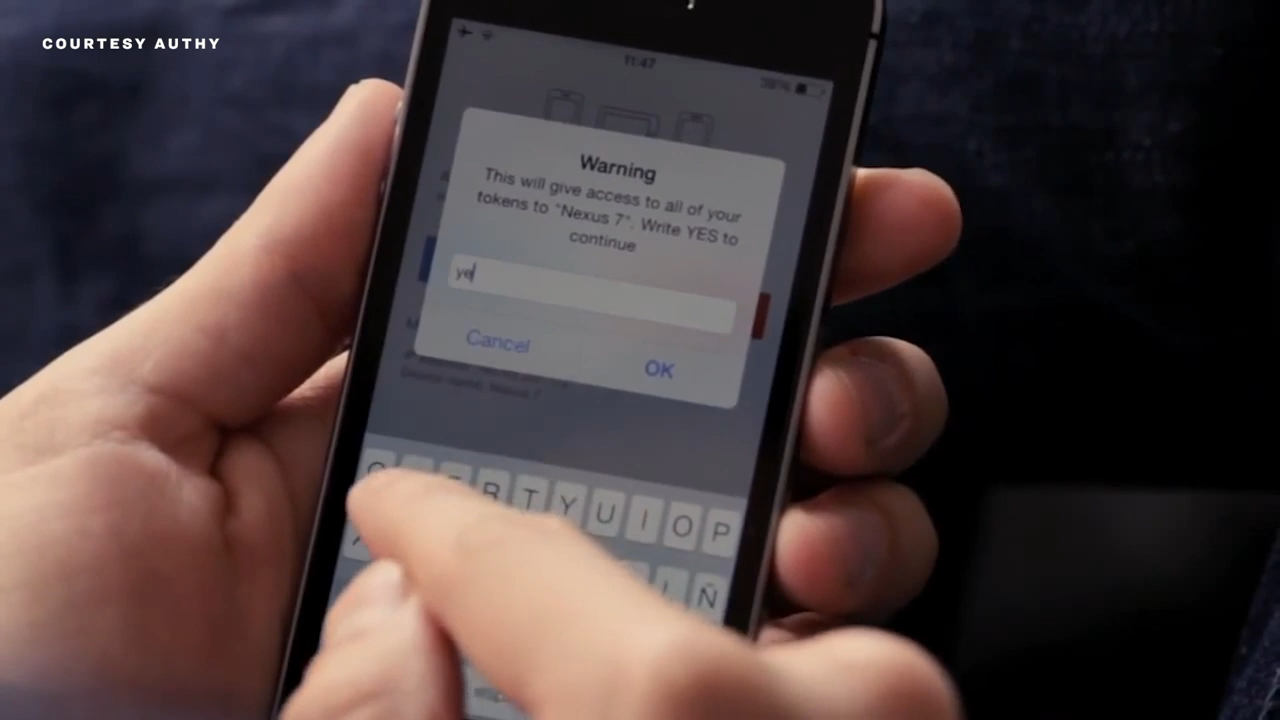 COURTESY AUTHY
11:47
Warning
This will give access to all of your
tokens to "Nexus 7". Write YES to
continue
ye
Cancel
OK
R T Y U I O P
Ñ